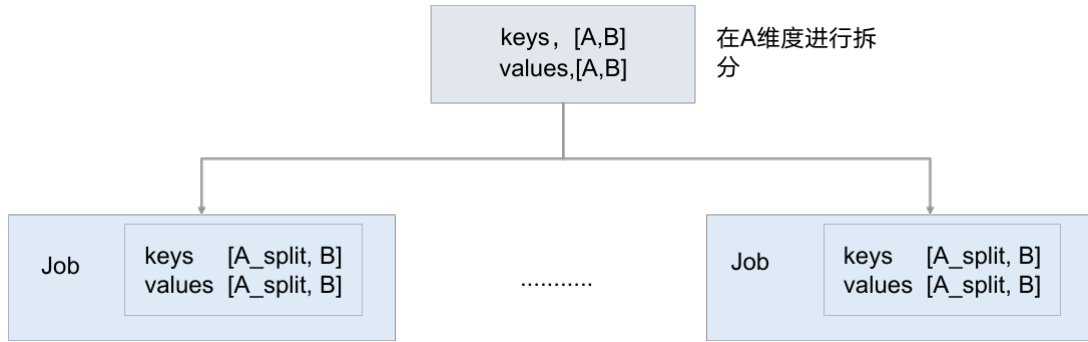 keys，[A,B]
values,[A,B]
在A维度进行拆
分
Job
keys [A_split, B]
values [A_split, B]
...........
Job
keys [A_split, B]
values [A_split, B]